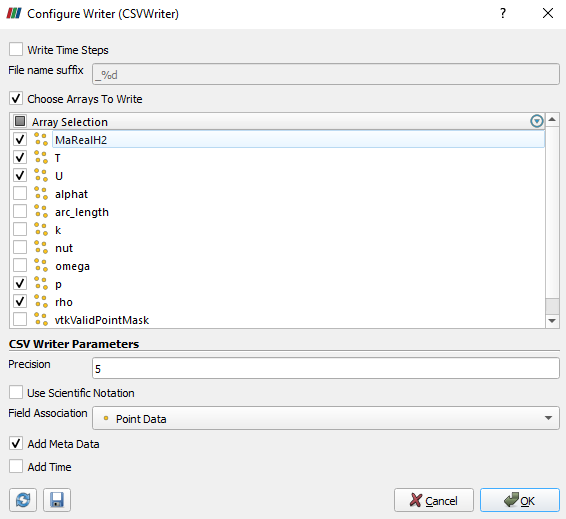 Configure Writer (CSVWriter)
?
Write Time Steps
File name suffix _%d
Choose Arrays To Write
Array Selection
MaRealH2
T
U
alphat
arc_length
k
nut
omega
p
rho
vtkValidPointMask
CSV Writer Parameters
Precision 5
Use Scientific Notation
Field Association Point Data
Add Meta Data
Add Time
Cancel OK